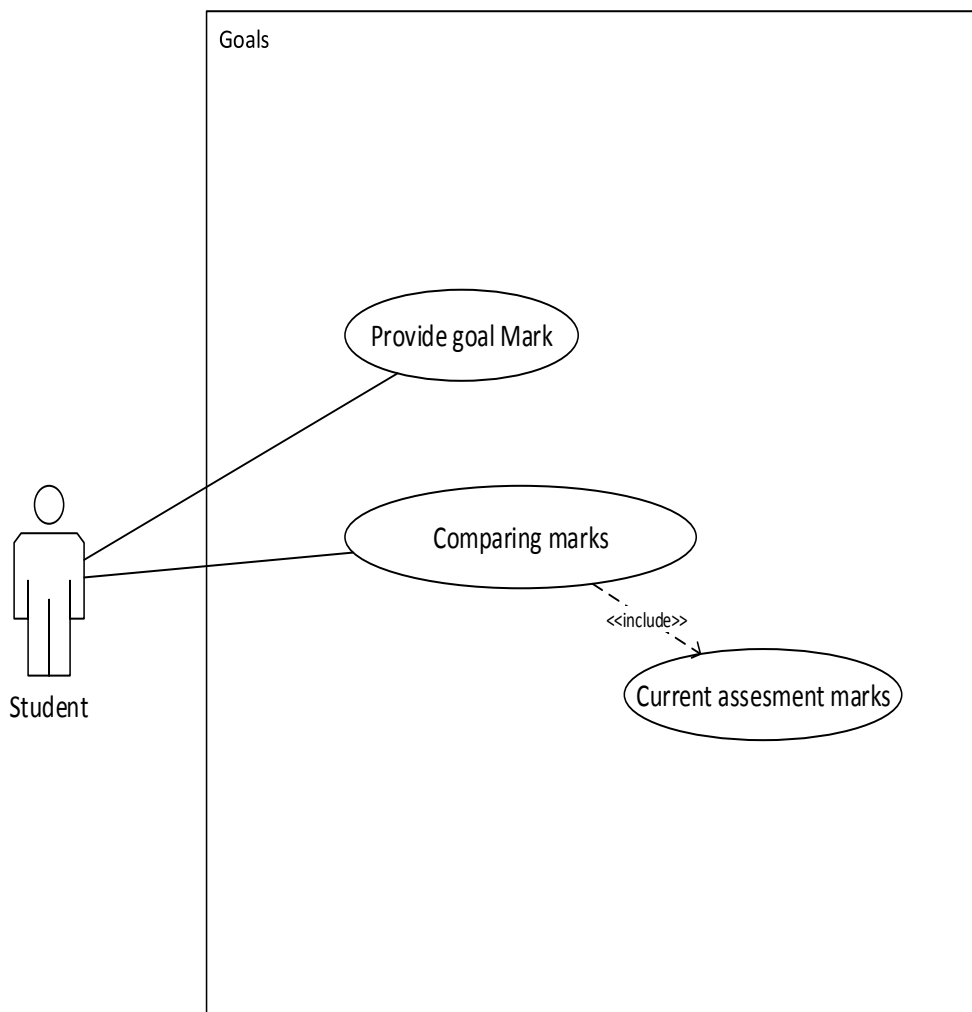 Goals
Provide goal Mark
Comparing marks
<<include>>
Current assesment marks
Student